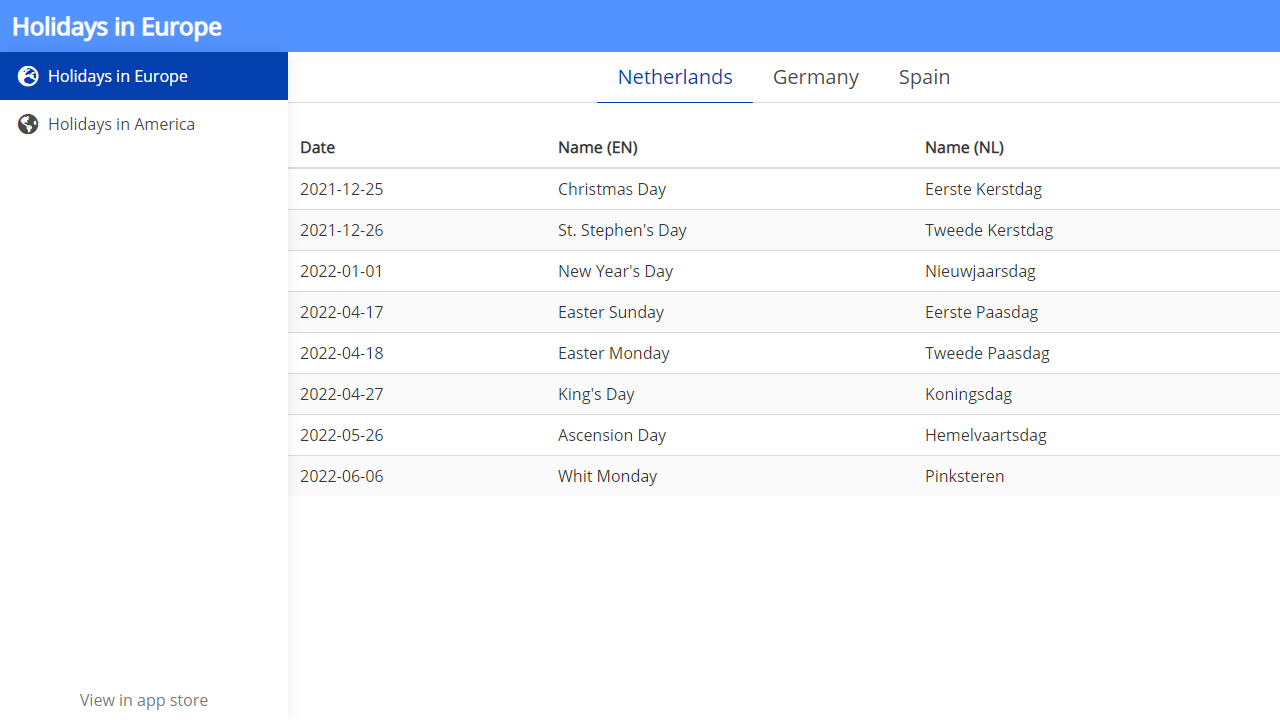 Holidays in Europe
Holidays in Europe
Holidays in America
View in app store
Netherlands Germany Spain
Date Name (EN) Name (NL)
2021-12-25 Christmas Day Eerste Kerstdag
2021-12-26 St. Stephen's Day Tweede Kerstdag
2022-01-01 New Year's Day Nieuwjaarsdag
2022-04-17 Easter Sunday Eerste Paasdag
2022-04-18 Easter Monday Tweede Paasdag
2022-04-27 King's Day Koningsdag
2022-05-26 Ascension Day Hemelvaartsdag
2022-06-06 Whit Monday Pinksteren